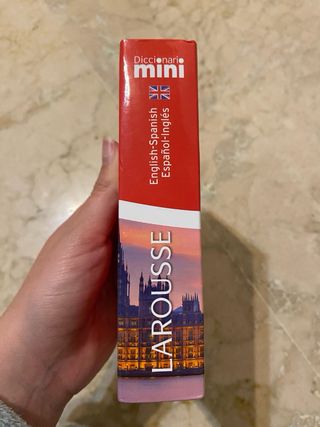 Diccionario
mini
English-Spanish
Español-Inglés
LAROUSSE